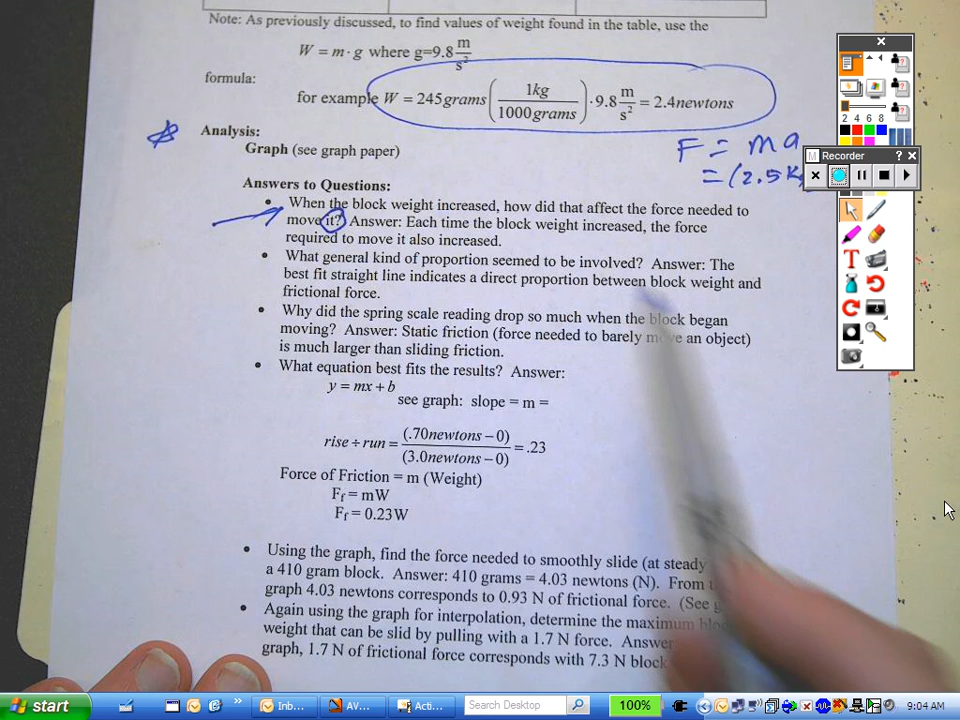 Note: As previously discussed, to find values of weight found in the table, use the
W = m · g where g=9.8 m/s²
formula:
for example W = 245grams (1kg/1000grams) · 9.8 m/s² = 2.4newtons
Analysis:
F = ma
Graph (see graph paper)
= (2.5 K
Answers to Questions:
• When the block weight increased, how did that affect the force needed to
move it? Answer: Each time the block weight increased, the force
required to move it also increased.
• What general kind of proportion seemed to be involved? Answer: The
best fit straight line indicates a direct proportion between block weight and
frictional force.
• Why did the spring scale reading drop so much when the block began
moving? Answer: Static friction (force needed to barely move an object)
is much larger than sliding friction.
• What equation best fits the results? Answer:
y = mx + b
see graph: slope = m =
rise ÷ run = (.70newtons – 0)/(3.0newtons – 0) = .23
Force of Friction = m (Weight)
Ff = mW
Ff = 0.23W
• Using the graph, find the force needed to smoothly slide (at steady
a 410 gram block. Answer: 410 grams = 4.03 newtons (N). From
graph 4.03 newtons corresponds to 0.93 N of frictional force. (See
• Again using the graph for interpolation, determine the maximum
weight that can be slid by pulling with a 1.7 N force. Answer
graph, 1.7 N of frictional force corresponds with 7.3 N block
2 4 6 8
M Recorder ? ×
T
start
Inb...
AV...
Acti...
Search Desktop
100%
9:04 AM